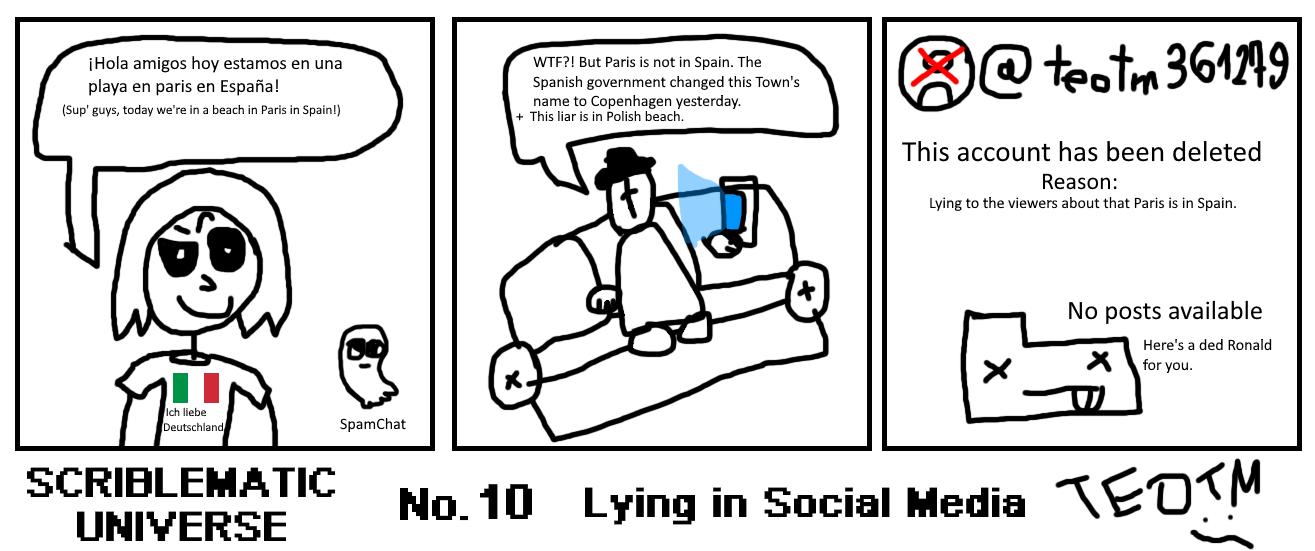 ¡Hola amigos hoy estamos en una
playa en paris en España!
(Sup' guys, today we're in a beach in Paris in Spain!)
Ich liebe
Deutschland
SpamChat
WTF?! But Paris is not in Spain. The
Spanish government changed this Town's
name to Copenhagen yesterday.
+ This liar is in Polish beach.
@teotm361279
This account has been deleted
Reason:
Lying to the viewers about that Paris is in Spain.
No posts available
Here's a ded Ronald
for you.
SCRIBLEMATIC
UNIVERSE
No. 10
Lying in Social Media
TEOTM